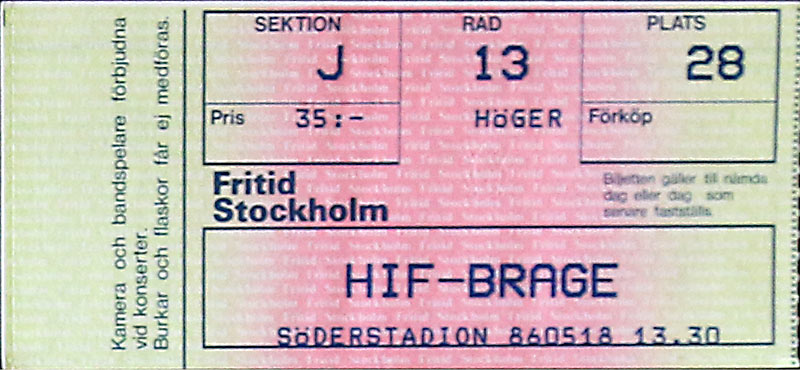 SEKTION RAD PLATS
J 13 28
Pris 35:- HÖGER Förköp
Fritid
Stockholm
Biljetten gäller till nämda
dag eller dag som
senare fastställs.
HIF-BRAGE
SÖDERSTADION 860518 13.30
Kamera och bandspelare förbjudna
vid konserter.
Burkar och flaskor får ej medföras.